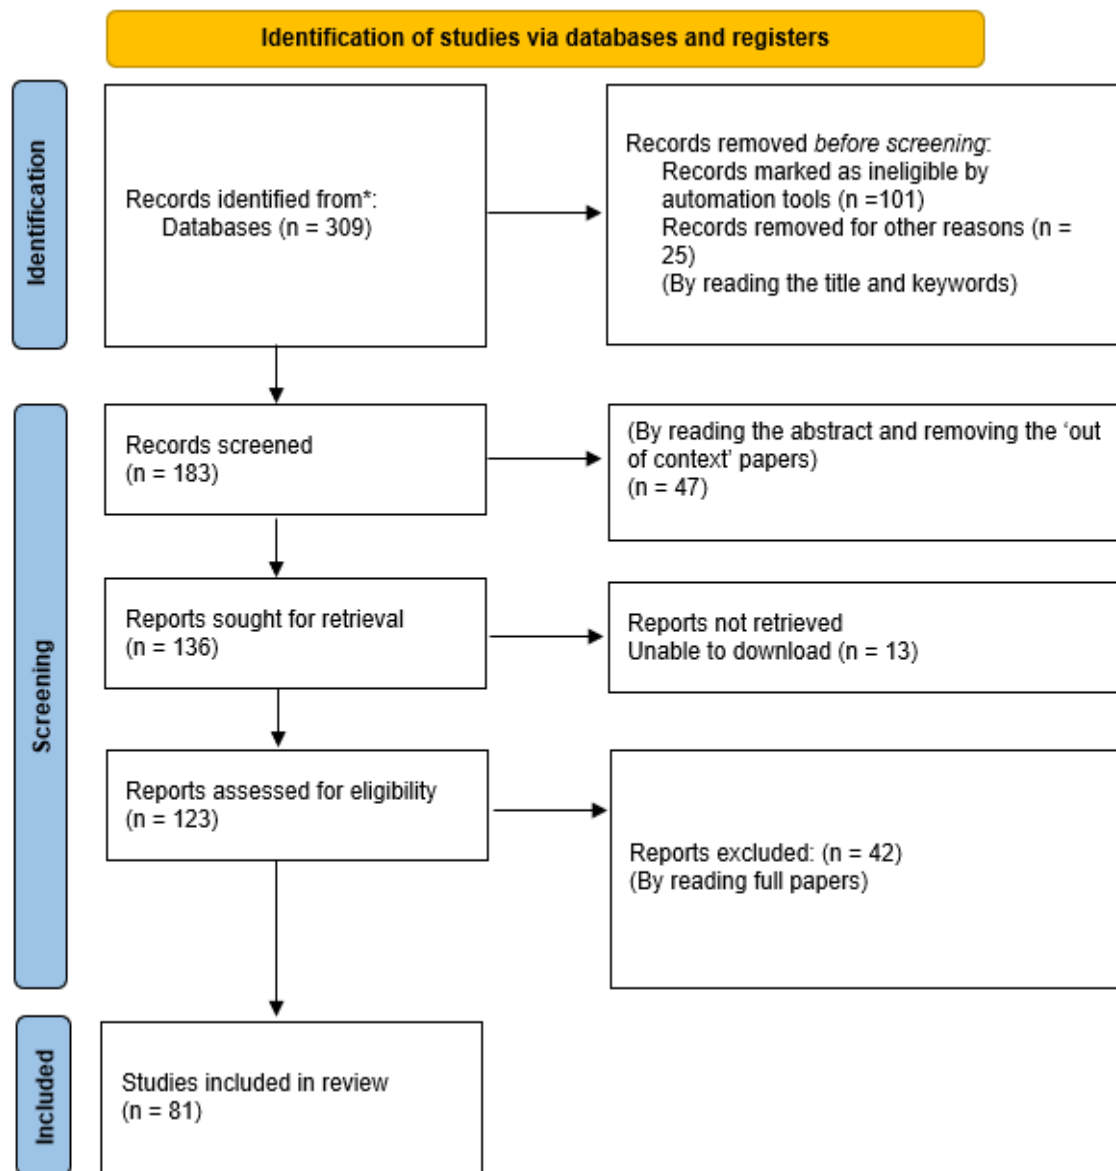 Identification of studies via databases and registers
Identification
Records identified from*:
Databases (n = 309)
Records removed before screening:
Records marked as ineligible by
automation tools (n =101)
Records removed for other reasons (n =
25)
(By reading the title and keywords)
Screening
Records screened
(n = 183)
(By reading the abstract and removing the ‘out
of context’ papers)
(n = 47)
Reports sought for retrieval
(n = 136)
Reports not retrieved
Unable to download (n = 13)
Reports assessed for eligibility
(n = 123)
Reports excluded: (n = 42)
(By reading full papers)
Included
Studies included in review
(n = 81)